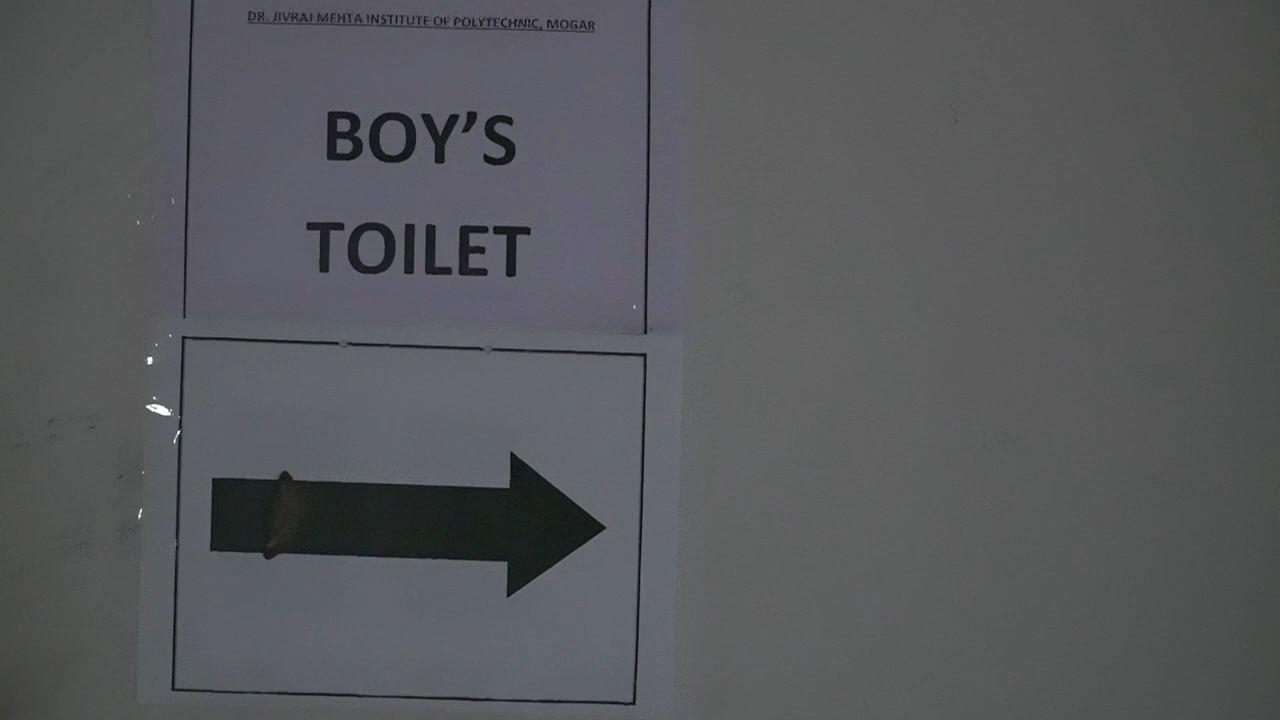 DR. JIVRAJ MEHTA INSTITUTE OF POLYTECHNIC, MOGAR
BOY’S
TOILET